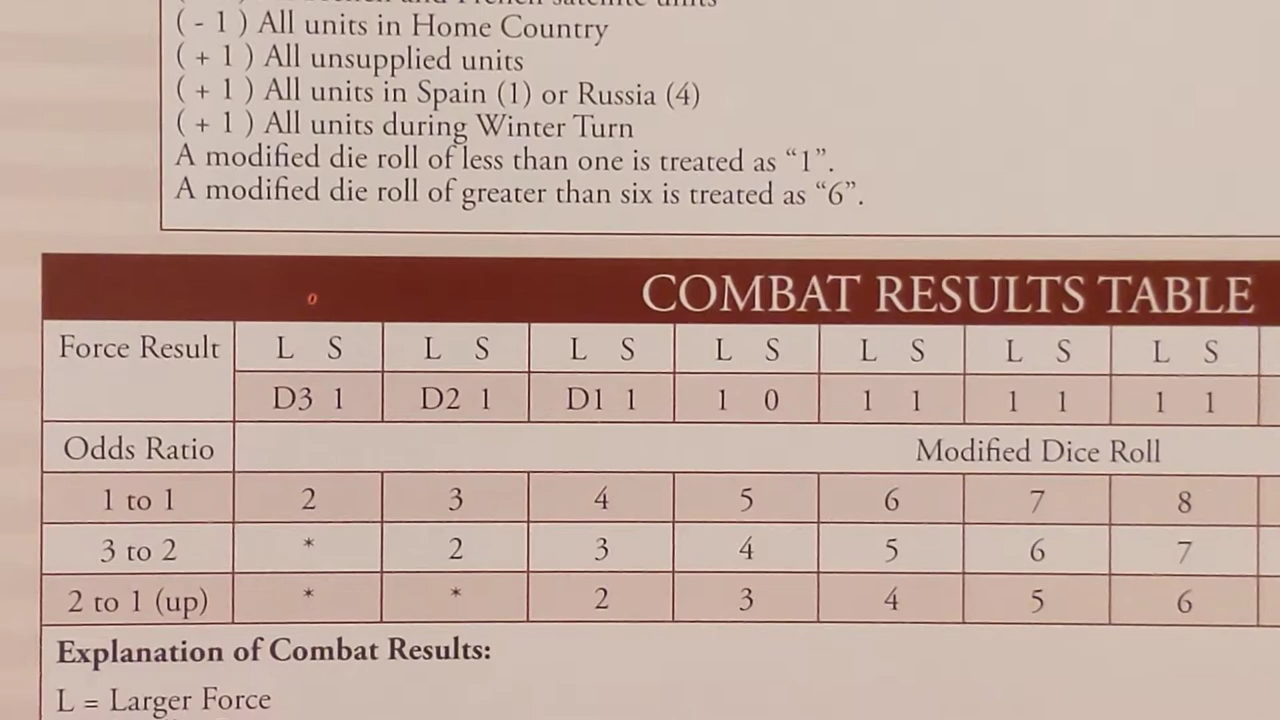 ( - 1 ) All units in Home Country
( + 1 ) All unsupplied units
( + 1 ) All units in Spain (1) or Russia (4)
( + 1 ) All units during Winter Turn
A modified die roll of less than one is treated as “1”.
A modified die roll of greater than six is treated as “6”.
COMBAT RESULTS TABLE
Force Result L S L S L S L S L S L S L S
D3 1 D2 1 D1 1 1 0 1 1 1 1 1 1
Odds Ratio Modified Dice Roll
1 to 1 2 3 4 5 6 7 8
3 to 2 * 2 3 4 5 6 7
2 to 1 (up) * * 2 3 4 5 6
Explanation of Combat Results:
L = Larger Force